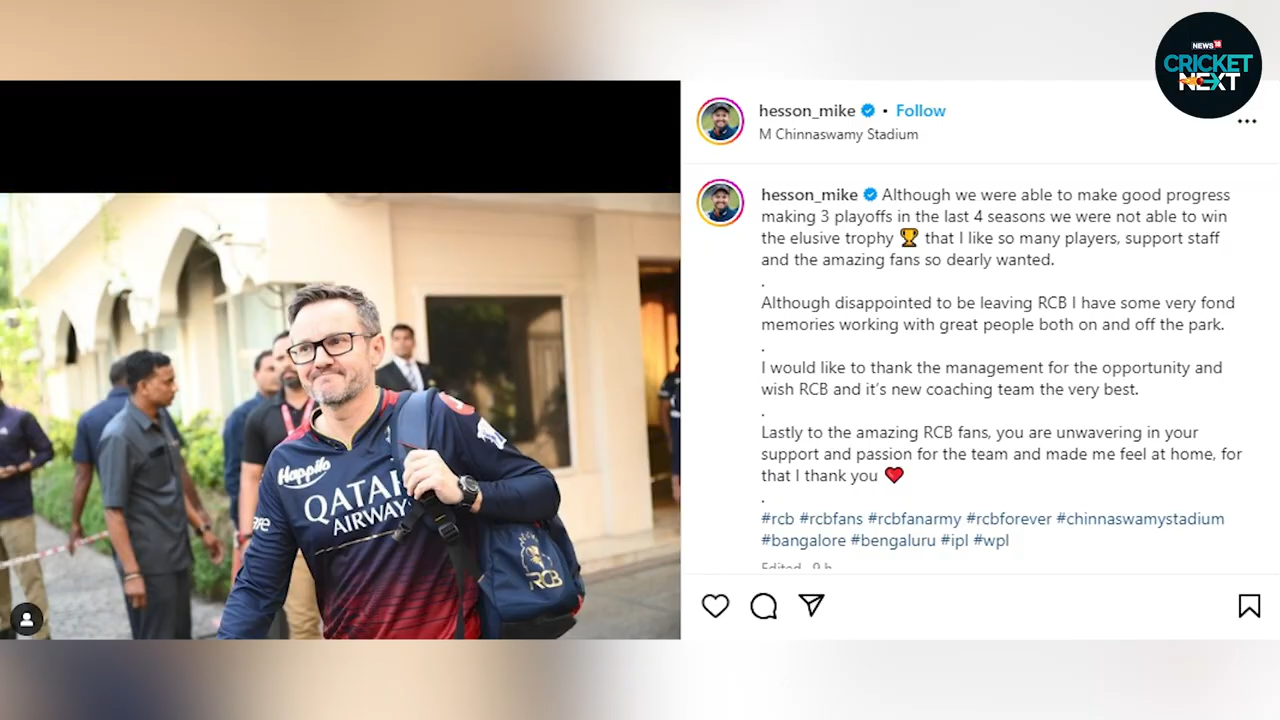 NEWS 18
CRICKET
NEXT
hesson_mike • Follow
M Chinnaswamy Stadium
hesson_mike Although we were able to make good progress
making 3 playoffs in the last 4 seasons we were not able to win
the elusive trophy 🏆 that I like so many players, support staff
and the amazing fans so dearly wanted.
.
Although disappointed to be leaving RCB I have some very fond
memories working with great people both on and off the park.
.
I would like to thank the management for the opportunity and
wish RCB and it's new coaching team the very best.
.
Lastly to the amazing RCB fans, you are unwavering in your
support and passion for the team and made me feel at home, for
that I thank you ❤️
.
#rcb #rcbfans #rcbfanarmy #rcbforever #chinnaswamystadium
#bangalore #bengaluru #ipl #wpl
Edited · 9 h
Happilo
QATAR
AIRWAYS
RCB